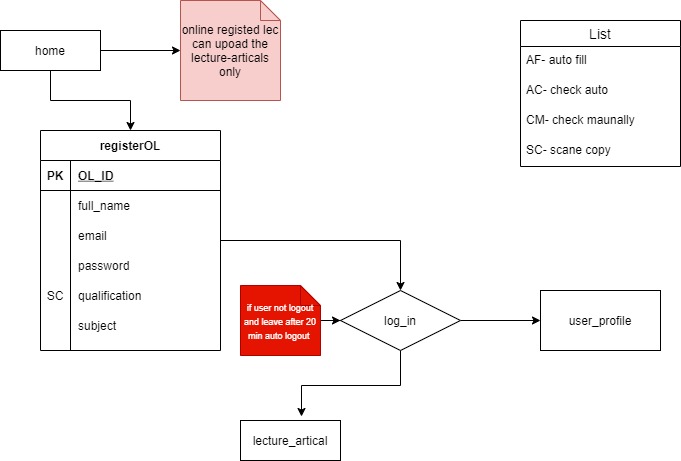 home
online registed lec
can upoad the
lecture-articals
only
List
AF- auto fill
AC- check auto
CM- check maunally
SC- scane copy
registerOL
PK OL_ID
full_name
email
password
SC qualification
subject
if user not logout
and leave after 20
min auto logout
log_in
user_profile
lecture_artical